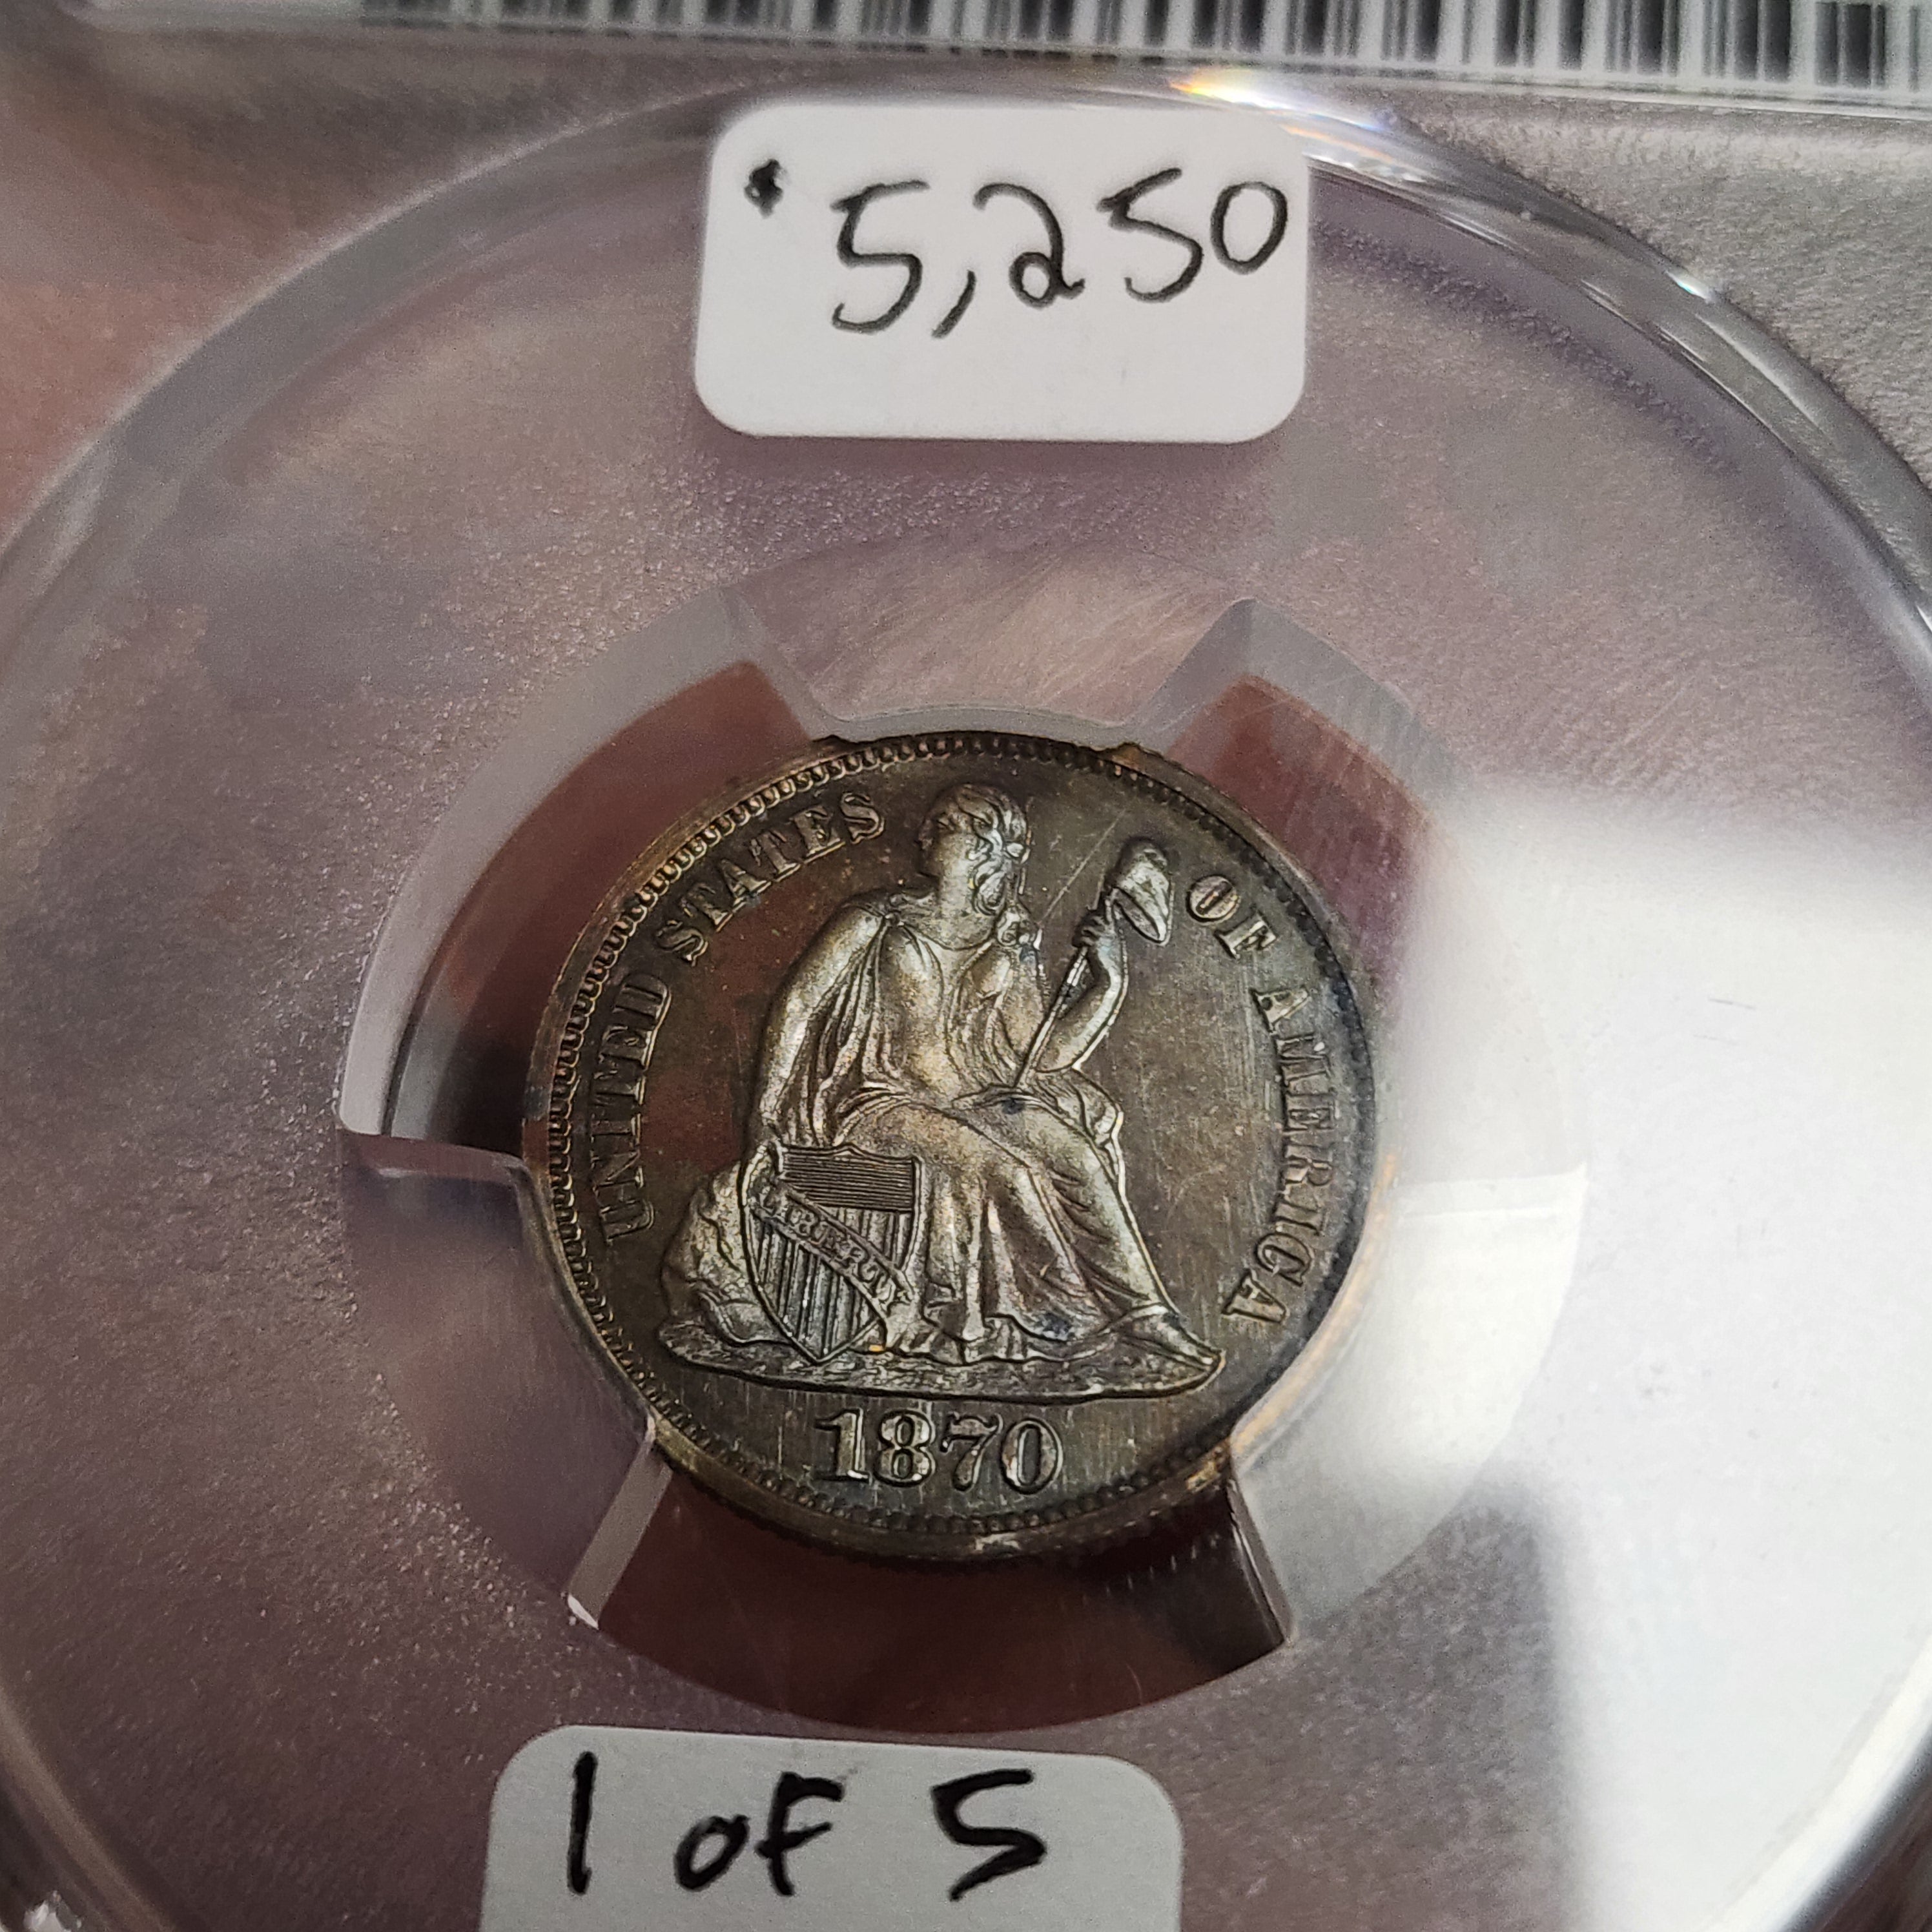 5,250
UNITED STATES OF AMERICA
LIBERTY
1870
1 of 5